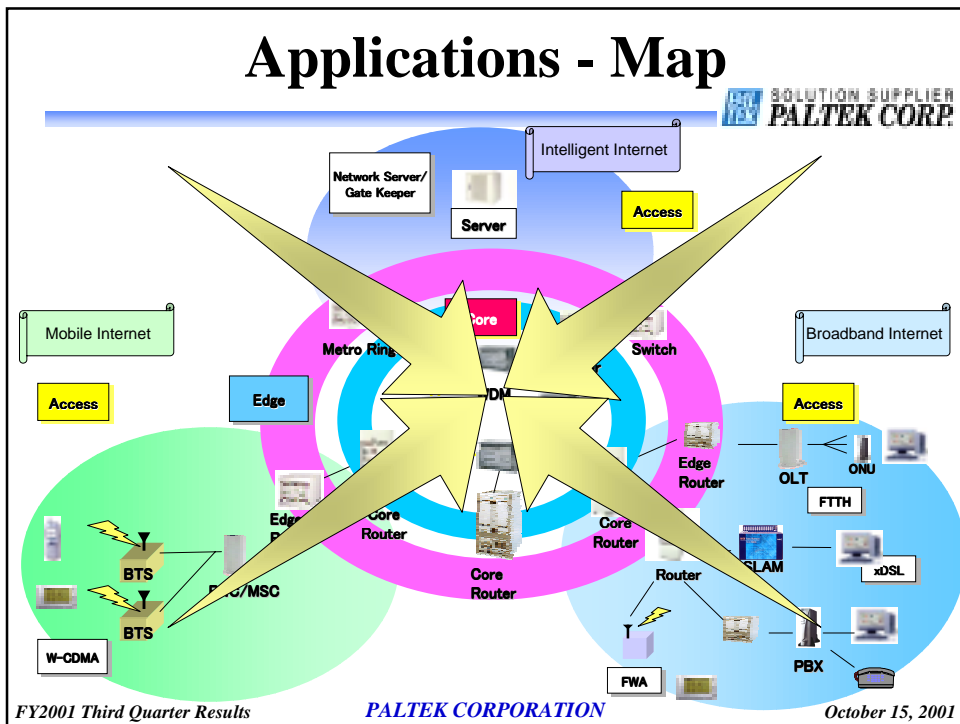 Applications - Map
SOLUTION SUPPLIER
PALTEK CORP.
Intelligent Internet
Network Server/
Gate Keeper
Server
Access
Mobile Internet
Core
Broadband Internet
Metro Ring
Switch
Access
Edge
Access
Edge
Router
OLT
ONU
FTTH
Edge
Core
Router
Core
Router
Core
Router
Router
xDSL
BTS
BTS
W-CDMA
PBX
FWA
FY2001 Third Quarter Results
PALTEK CORPORATION
October 15, 2001